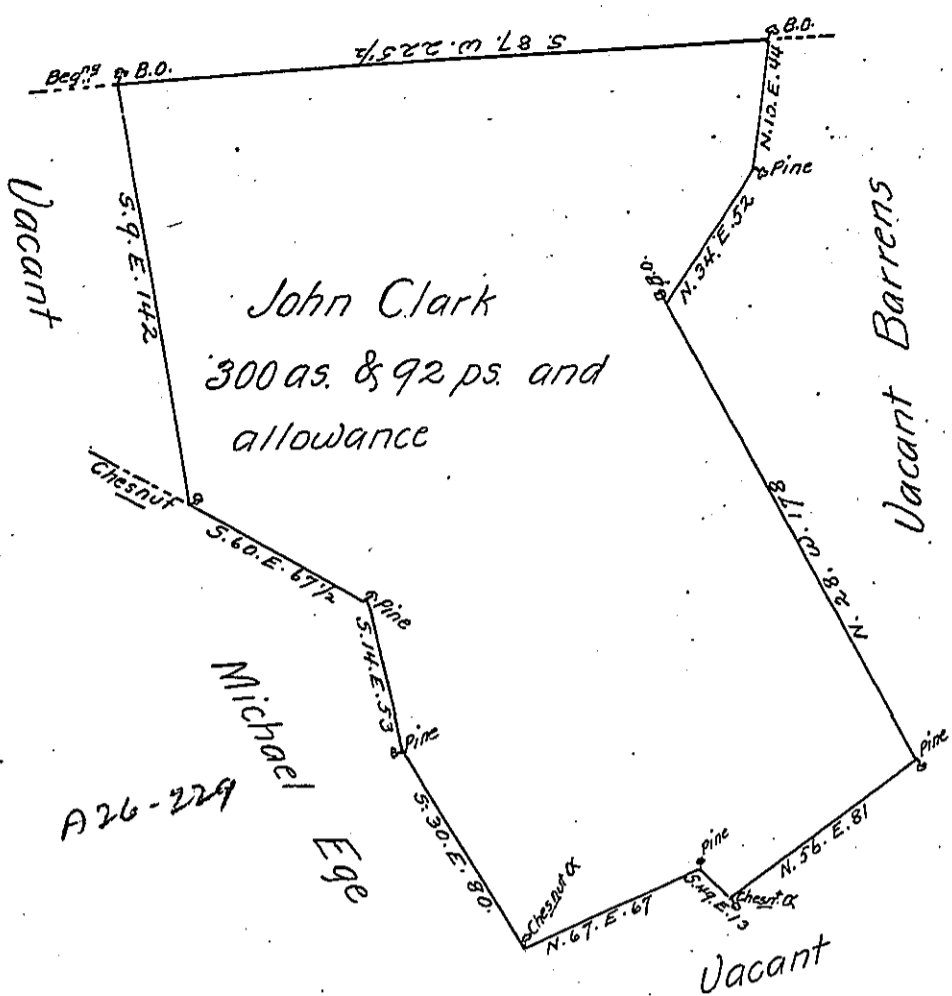 S. 87. W. 225½
B.O.
Beg.ng
B.O.
N. 10. E. 44
Pine
Vacant
S. 9. E. 142
N. 34. E. 52
B.O.
Vacant Barrens
John Clark
300 as. & 92 ps. and
allowance
Chesnut
S. 60. E. 67½
N. 28. W. 178
Pine
S. 14. E. 53
Pine
Michael
Ege
A26-229
S. 30. E. 80.
Pine
N. 56. E. 81
Pine
S. 49. E. 13
Chesn.t O
Chesnut O
N. 67. E. 67
Vacant